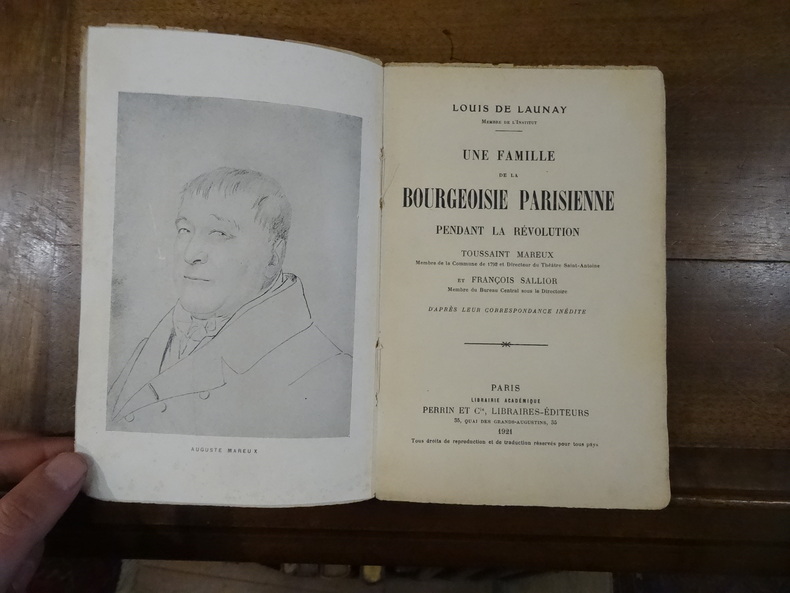 AUGUSTE MAREUX
LOUIS DE LAUNAY
MEMBRE DE L'INSTITUT
UNE FAMILLE
DE LA
BOURGEOISIE PARISIENNE
PENDANT LA RÉVOLUTION
TOUSSAINT MAREUX
Membre de la Commune de 1792 et Directeur du Théâtre Saint-Antoine
ET FRANÇOIS SALLIOR
Membre du Bureau Central sous le Directoire
D'APRÈS LEUR CORRESPONDANCE INÉDITE
PARIS
LIBRAIRIE ACADÉMIQUE
PERRIN ET Cie, LIBRAIRES-ÉDITEURS
35, QUAI DES GRANDS-AUGUSTINS, 35
1921
Tous droits de reproduction et de traduction réservés pour tous pays